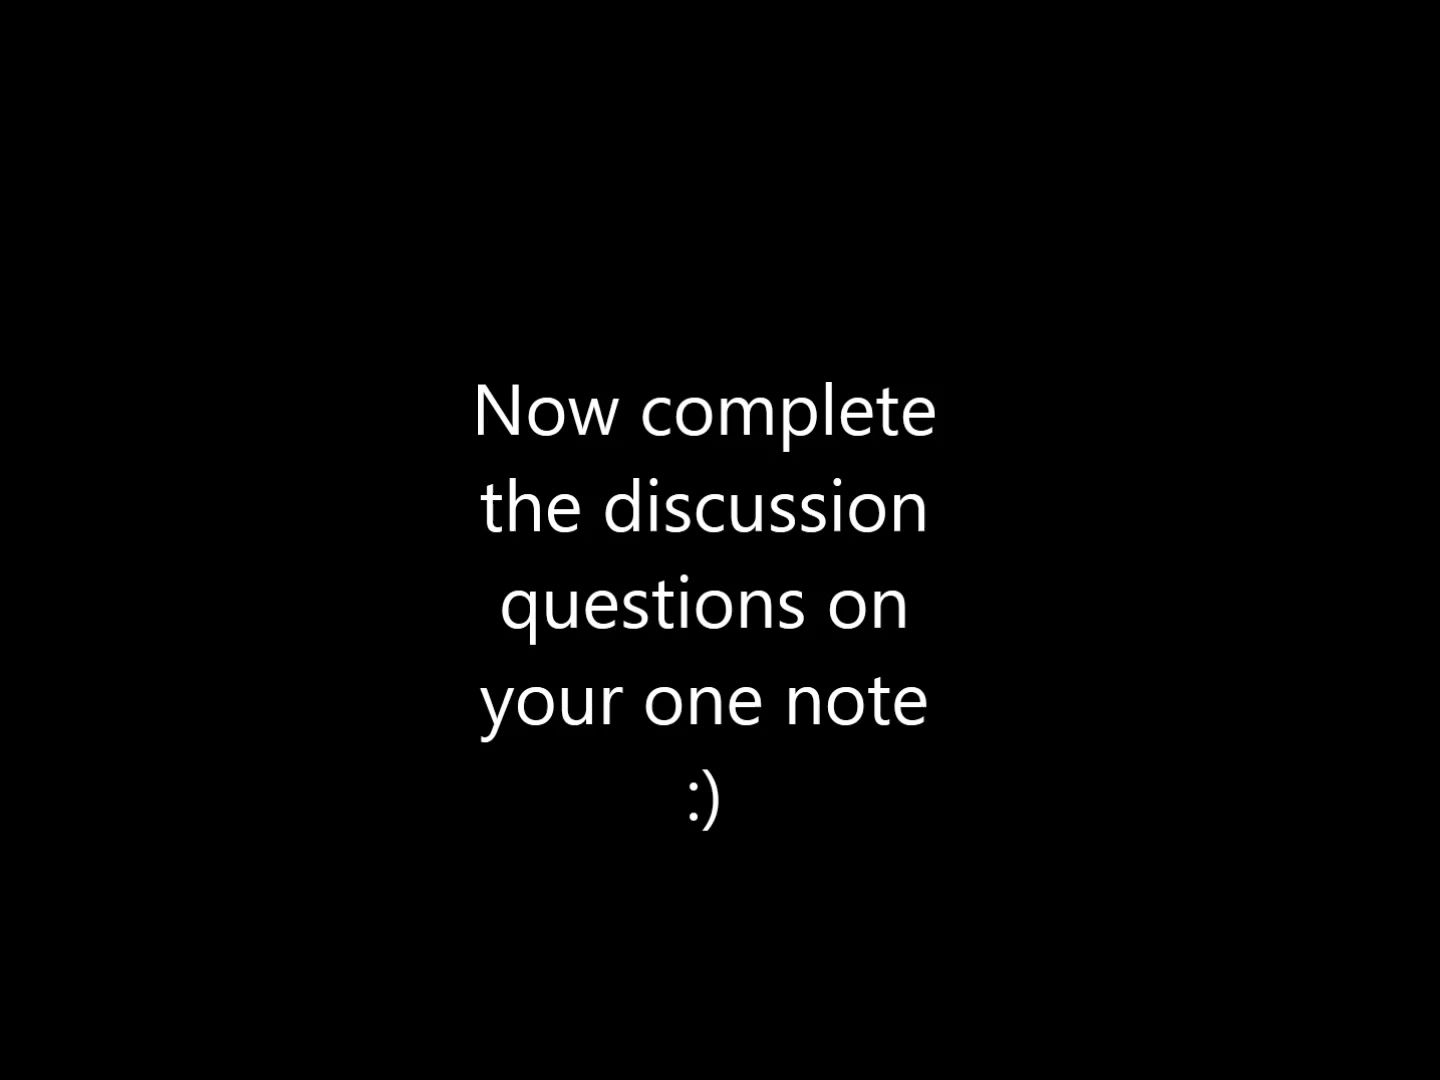 Now complete
the discussion
questions on
your one note
:)